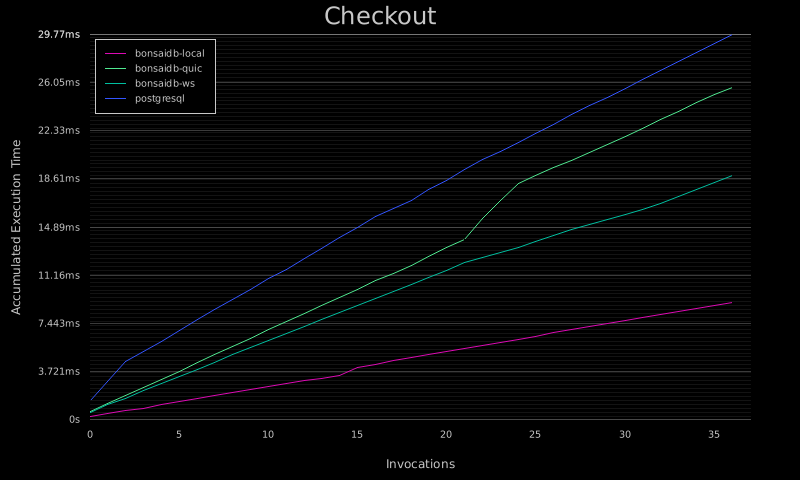 Checkout
29.77ms
26.05ms
22.33ms
18.61ms
14.89ms
11.16ms
7.443ms
3.721ms
0s
bonsaidb-local
bonsaidb-quic
bonsaidb-ws
postgresql
Accumulated Execution Time
0 5 10 15 20 25 30 35
Invocations